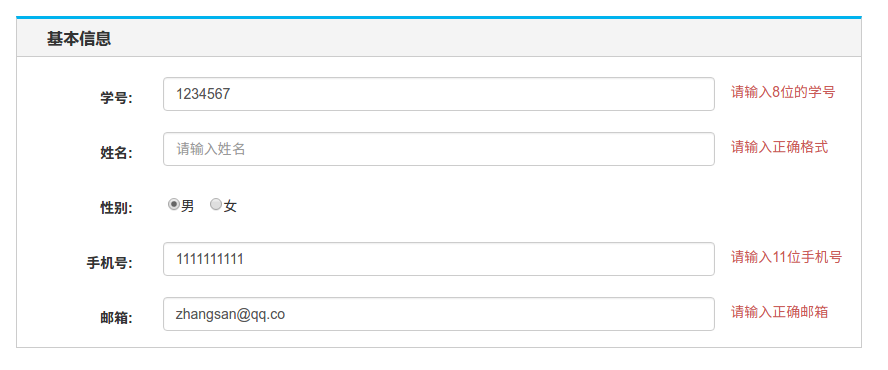 基本信息
学号: 1234567 请输入8位的学号
姓名: 请输入姓名 请输入正确格式
性别: 男 女
手机号: 1111111111 请输入11位手机号
邮箱: zhangsan@qq.co 请输入正确邮箱